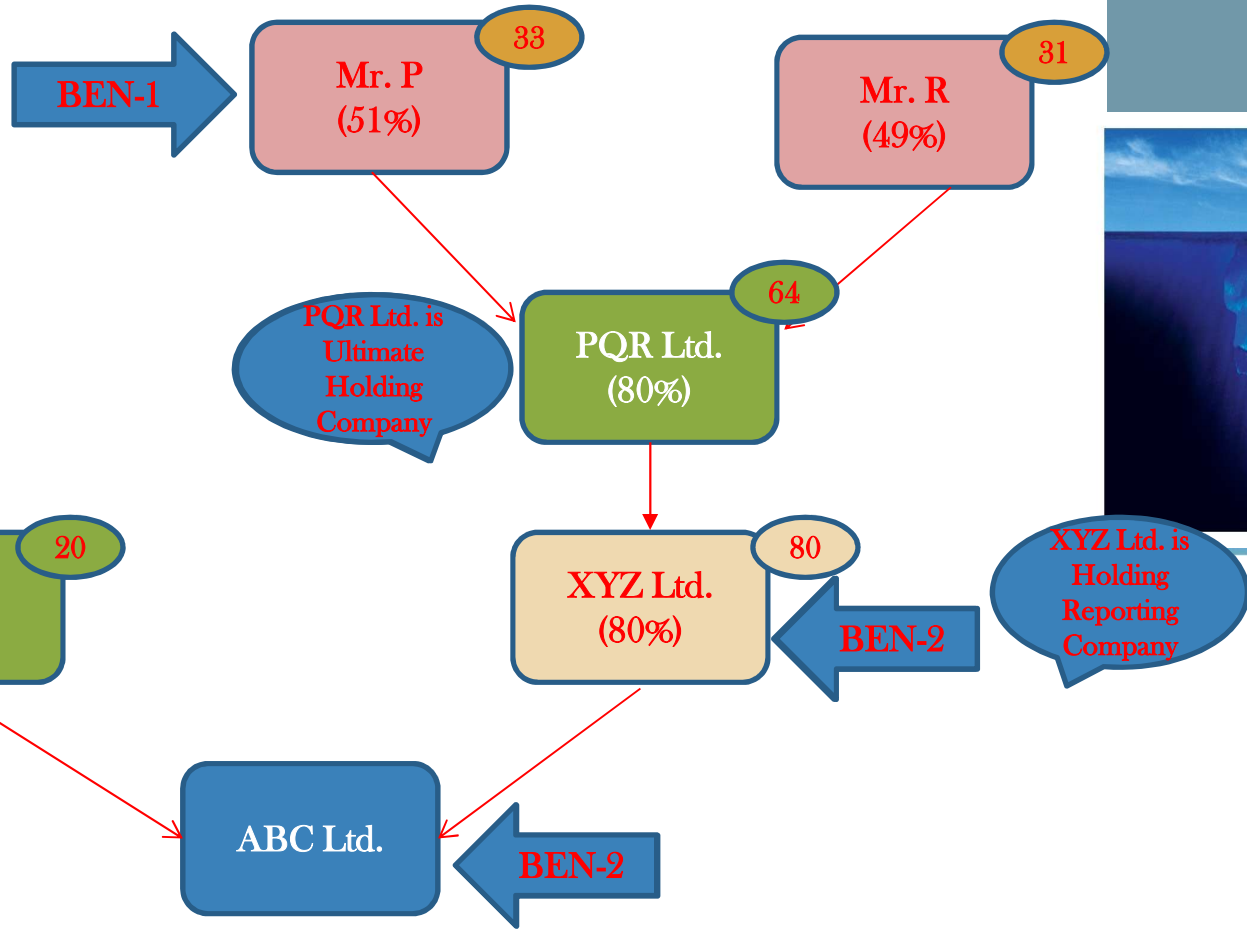 33
31
BEN-1
Mr. P
(51%)
Mr. R
(49%)
64
PQR Ltd. is
Ultimate
Holding
Company
PQR Ltd.
(80%)
20
80
XYZ Ltd.
(80%)
BEN-2
XYZ Ltd. is
Holding
Reporting
Company
ABC Ltd.
BEN-2